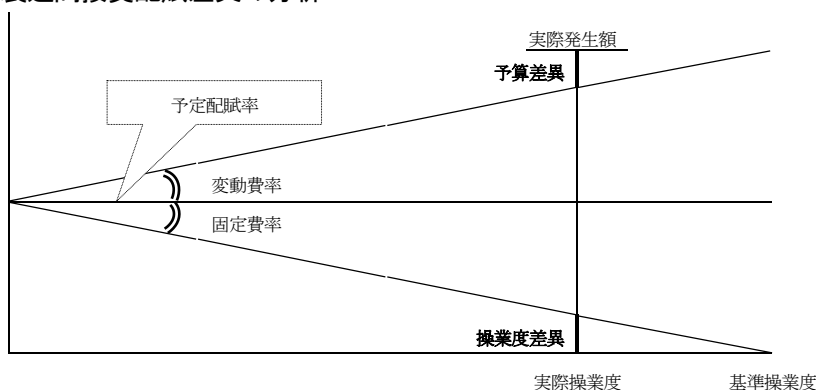 実際発生額
予算差異
予定配賦率
変動費率
固定費率
操業度差異
実際操業度
基準操業度